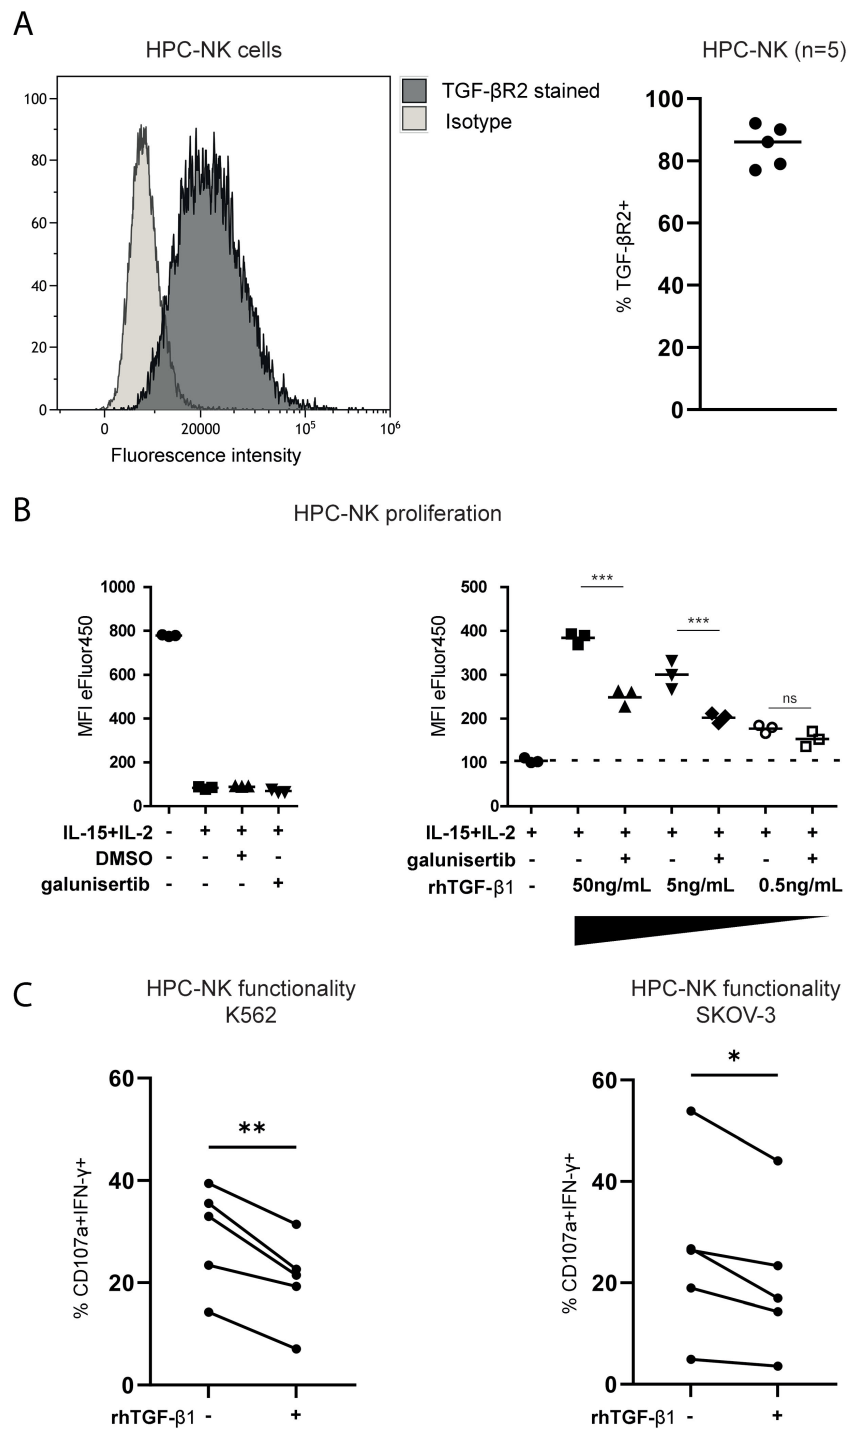 A
HPC-NK cells
TGF-βR2 stained
Isotype
100
80
60
40
20
0
0 20000 10⁵ 10⁶
Fluorescence intensity
HPC-NK (n=5)
% TGF-βR2+
100
80
60
40
20
0
B
HPC-NK proliferation
MFI eFluor450
1000
800
600
400
200
0
IL-15+IL-2 - + + +
DMSO - - + -
galunisertib - - - +
MFI eFluor450
500
400
300
200
100
0
***
***
ns
IL-15+IL-2 + + + + + + +
galunisertib - - + - + - +
rhTGF-β1 - 50ng/mL 5ng/mL 0.5ng/mL
C
HPC-NK functionality
K562
% CD107a+IFN-γ+
60
40
20
0
**
rhTGF-β1 - +
HPC-NK functionality
SKOV-3
% CD107a+IFN-γ+
60
40
20
0
*
rhTGF-β1 - +